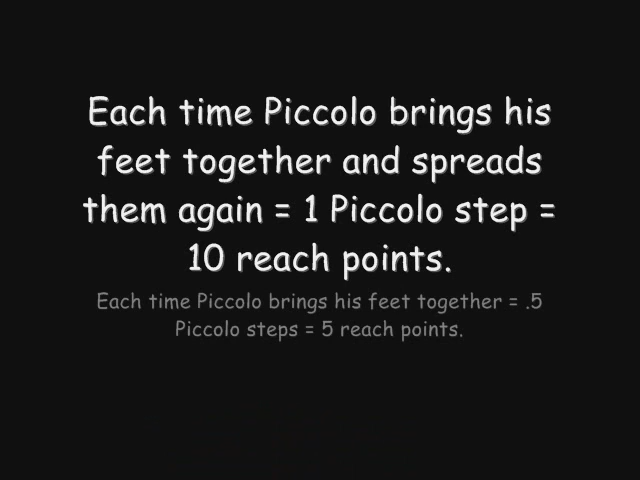 Each time Piccolo brings his
feet together and spreads
them again = 1 Piccolo step =
10 reach points.
Each time Piccolo brings his feet together = .5
Piccolo steps = 5 reach points.